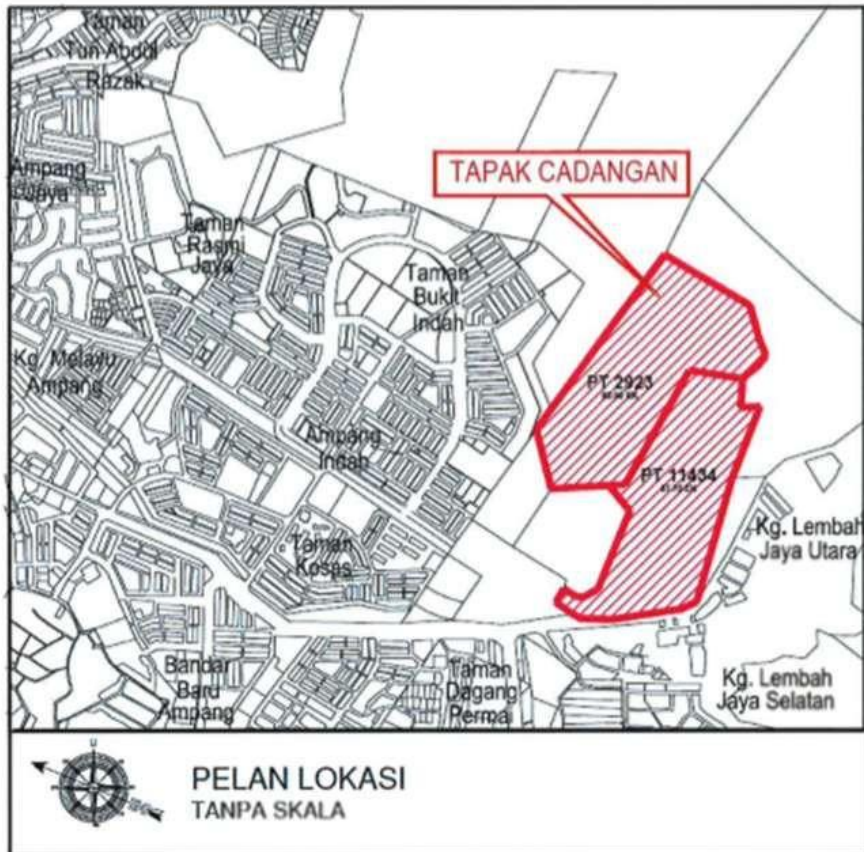 Taman
Tun Abdul
Razak
TAPAK CADANGAN
Ampang
Jaya
Taman
Rasmi
Jaya
Taman
Bukit
Indah
Kg. Melayu
Ampang
PT 2923
Ampang
Indah
PT 11434
Kg. Lembah
Jaya Utara
Taman
Kosas
Bandar
Baru
Ampang
Taman
Dagang
Permai
Kg. Lembah
Jaya Selatan
PELAN LOKASI
TANPA SKALA